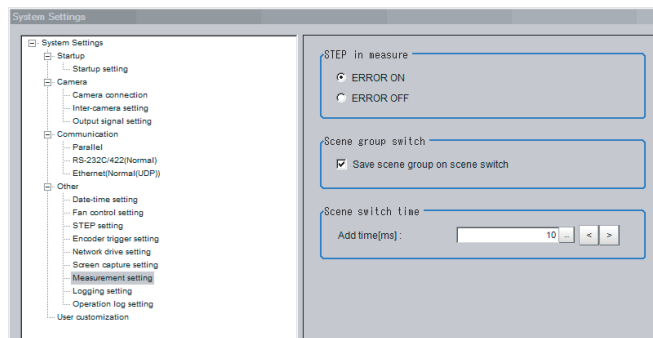 System Settings
System Settings
Startup
Startup setting
Camera
Camera connection
Inter-camera setting
Output signal setting
Communication
Parallel
RS-232C/422(Normal)
Ethernet(Normal(UDP))
Other
Date-time setting
Fan control setting
STEP setting
Encoder trigger setting
Network drive setting
Screen capture setting
Measurement setting
Logging setting
Operation log setting
User customization
STEP in measure
ERROR ON
ERROR OFF
Scene group switch
Save scene group on scene switch
Scene switch time
Add time[ms] : 10 ... < >